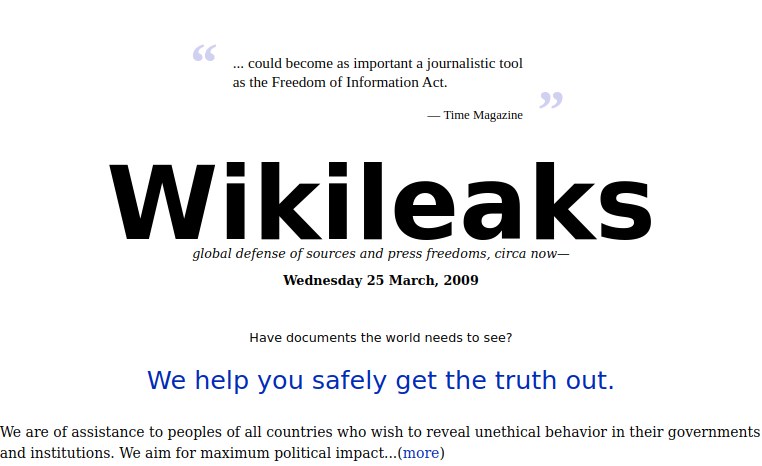 “ ... could become as important a journalistic tool
as the Freedom of Information Act. ”
— Time Magazine
Wikileaks
global defense of sources and press freedoms, circa now—
Wednesday 25 March, 2009
Have documents the world needs to see?
We help you safely get the truth out.
We are of assistance to peoples of all countries who wish to reveal unethical behavior in their governments
and institutions. We aim for maximum political impact...(more)